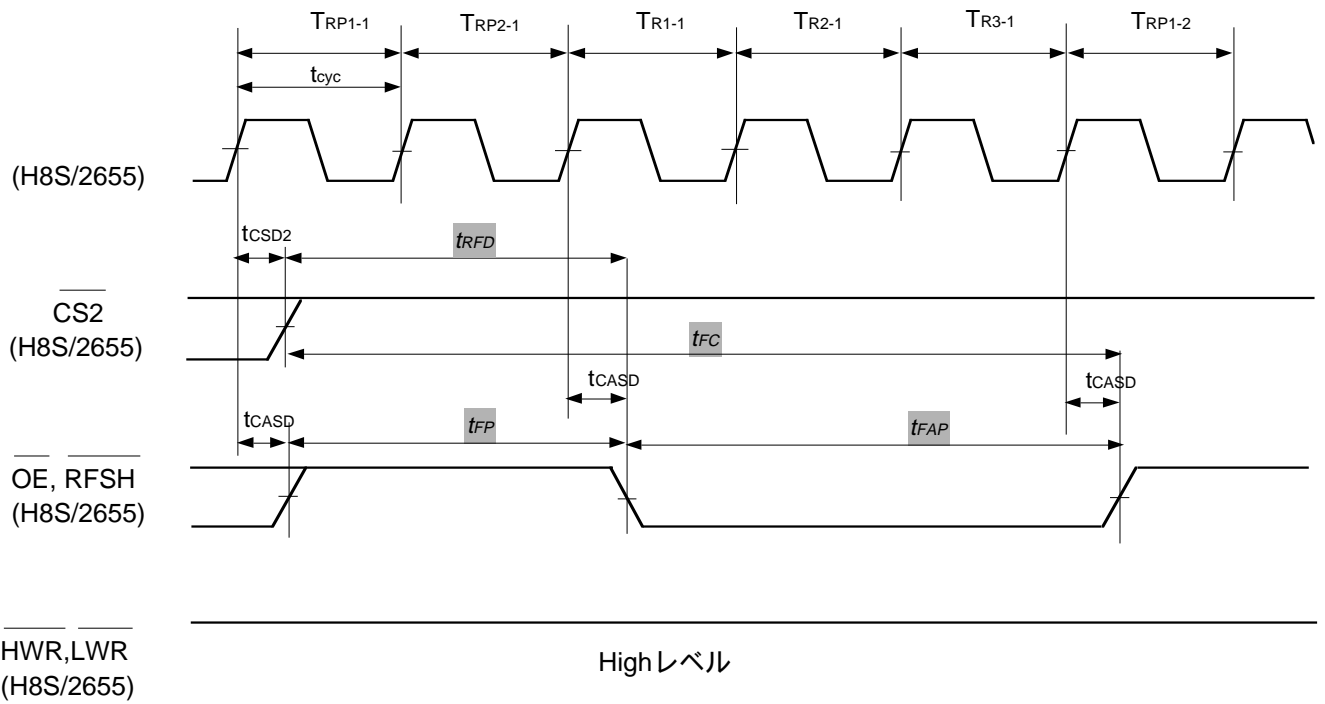 TRP1-1 TRP2-1 TR1-1 TR2-1 TR3-1 TRP1-2
tcyc
(H8S/2655)
tCSD2 tRFD
CS2
(H8S/2655)
tFC
tCASD tCASD
tCASD tFP tFAP
OE, RFSH
(H8S/2655)
HWR,LWR
(H8S/2655)
Highレベル